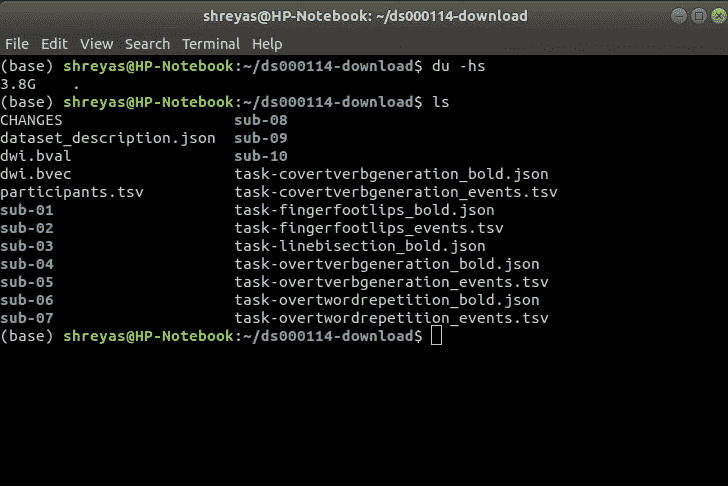 shreyas@HP-Notebook: ~/ds000114-download
File Edit View Search Terminal Help
(base) shreyas@HP-Notebook:~/ds000114-download$ du -hs
3.8G .
(base) shreyas@HP-Notebook:~/ds000114-download$ ls
CHANGES sub-08
dataset_description.json sub-09
dwi.bval sub-10
dwi.bvec task-covertverbgeneration_bold.json
participants.tsv task-covertverbgeneration_events.tsv
sub-01 task-fingerfootlips_bold.json
sub-02 task-fingerfootlips_events.tsv
sub-03 task-linebisection_bold.json
sub-04 task-overtverbgeneration_bold.json
sub-05 task-overtverbgeneration_events.tsv
sub-06 task-overtwordrepetition_bold.json
sub-07 task-overtwordrepetition_events.tsv
(base) shreyas@HP-Notebook:~/ds000114-download$